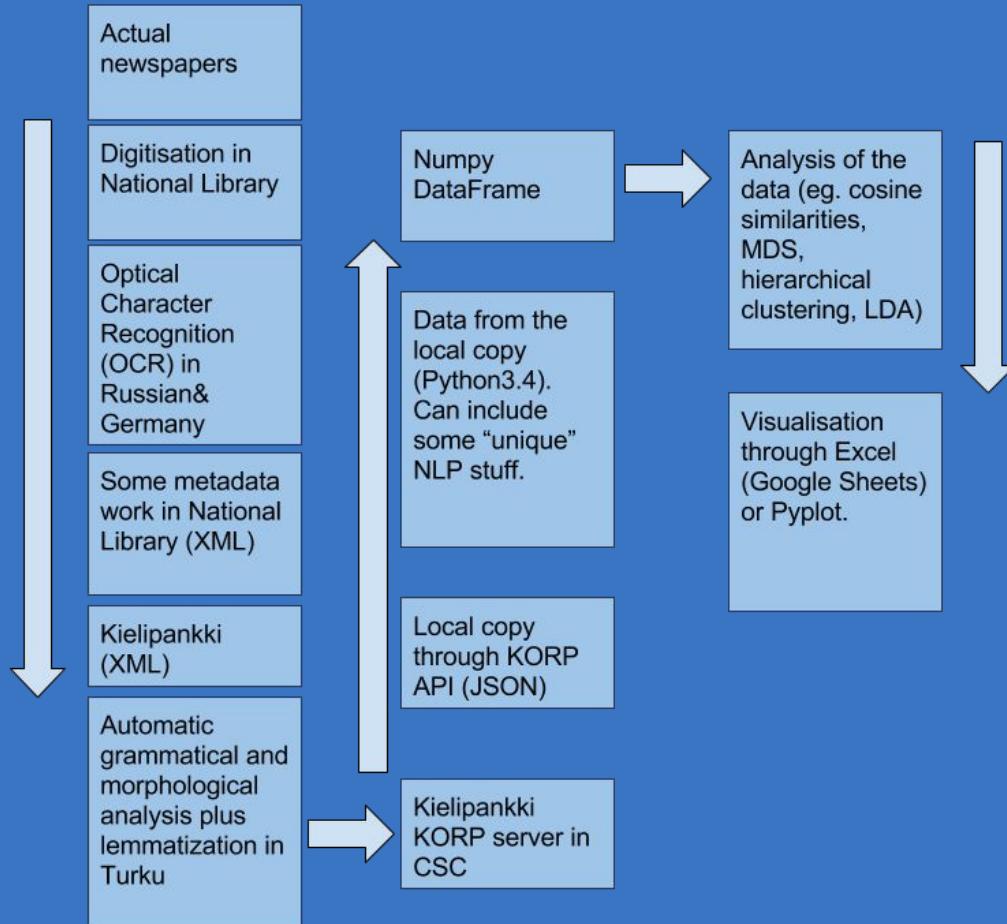 Actual
newspapers
Digitisation in
National Library
Optical
Character
Recognition
(OCR) in
Russian&
Germany
Some metadata
work in National
Library (XML)
Kielipankki
(XML)
Automatic
grammatical and
morphological
analysis plus
lemmatization in
Turku
Kielipankki
KORP server in
CSC
Local copy
through KORP
API (JSON)
Data from the
local copy
(Python3.4).
Can include
some “unique”
NLP stuff.
Numpy
DataFrame
Analysis of the
data (eg. cosine
similarities,
MDS,
hierarchical
clustering, LDA)
Visualisation
through Excel
(Google Sheets)
or Pyplot.